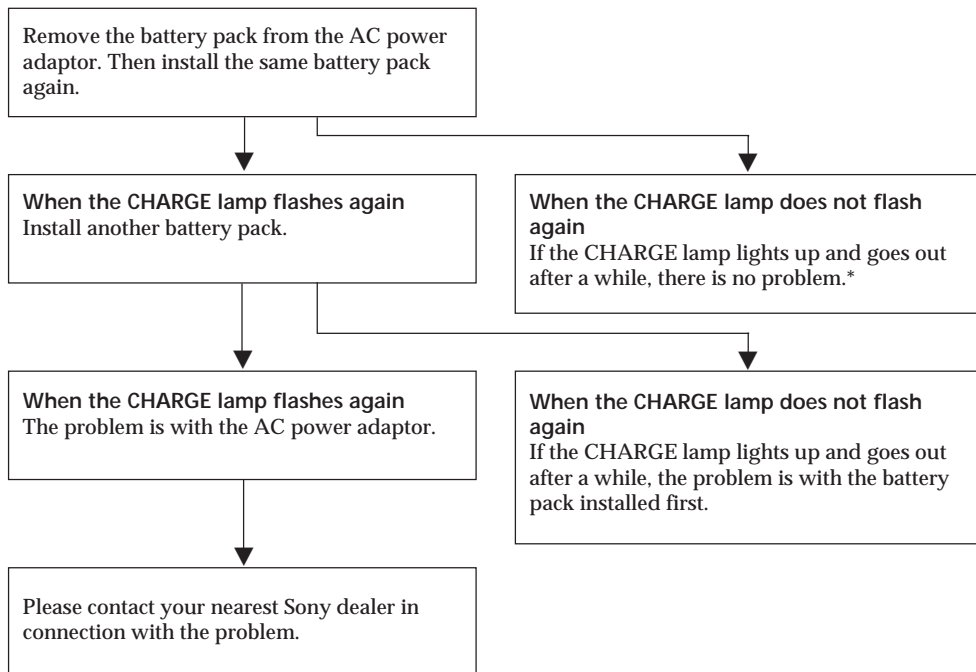 Remove the battery pack from the AC power
adaptor. Then install the same battery pack
again.
When the CHARGE lamp flashes again
Install another battery pack.
When the CHARGE lamp does not flash
again
If the CHARGE lamp lights up and goes out
after a while, there is no problem.*
When the CHARGE lamp flashes again
The problem is with the AC power adaptor.
When the CHARGE lamp does not flash
again
If the CHARGE lamp lights up and goes out
after a while, the problem is with the battery
pack installed first.
Please contact your nearest Sony dealer in
connection with the problem.